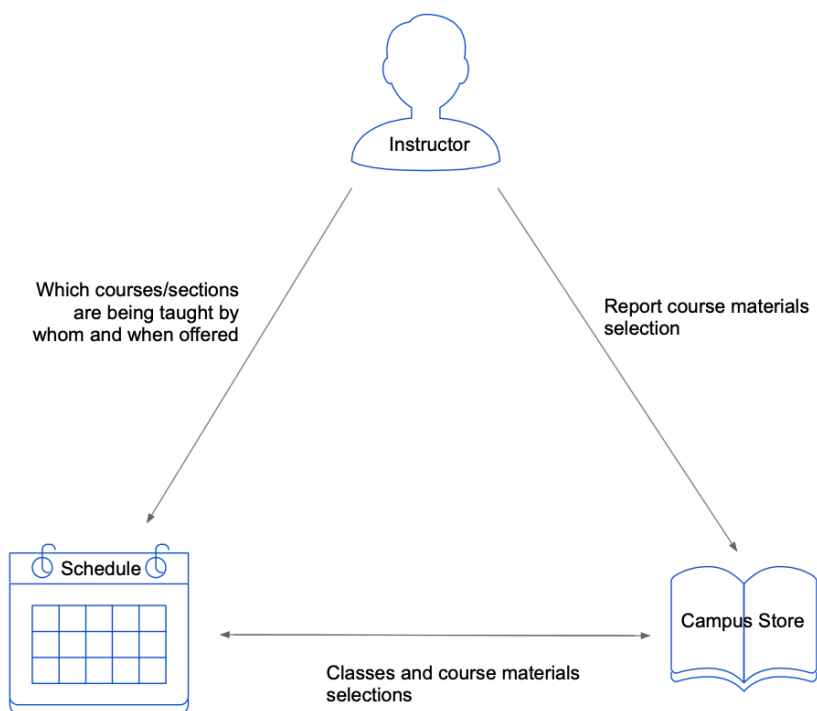 Instructor
Which courses/sections
are being taught by
whom and when offered
Report course materials
selection
Schedule
Campus Store
Classes and course materials
selections